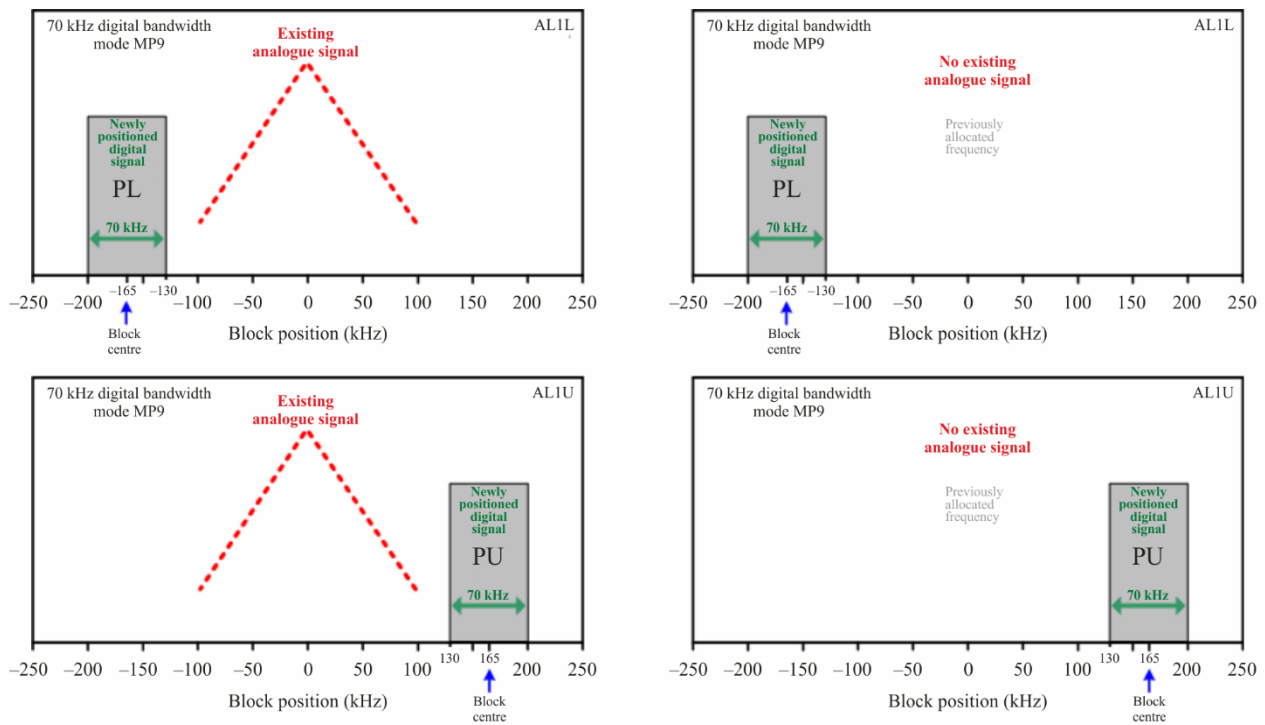 70 kHz digital bandwidth
mode MP9
AL1L
Existing
analogue signal
Newly
positioned
digital
signal
PL
70 kHz
–165
–130
–250
–200
–150
–100
–50
0
50
100
150
200
250
Block
centre
Block position (kHz)
70 kHz digital bandwidth
mode MP9
AL1L
No existing
analogue signal
Previously
allocated
frequency
Newly
positioned
digital
signal
PL
70 kHz
–165
–130
–250
–200
–150
–100
–50
0
50
100
150
200
250
Block
centre
Block position (kHz)
70 kHz digital bandwidth
mode MP9
AL1U
Existing
analogue signal
Newly
positioned
digital
signal
PU
70 kHz
130
165
–250
–200
–150
–100
–50
0
50
100
150
200
250
Block position (kHz)
Block
centre
70 kHz digital bandwidth
mode MP9
AL1U
No existing
analogue signal
Previously
allocated
frequency
Newly
positioned
digital
signal
PU
70 kHz
130
165
–250
–200
–150
–100
–50
0
50
100
150
200
250
Block position (kHz)
Block
centre